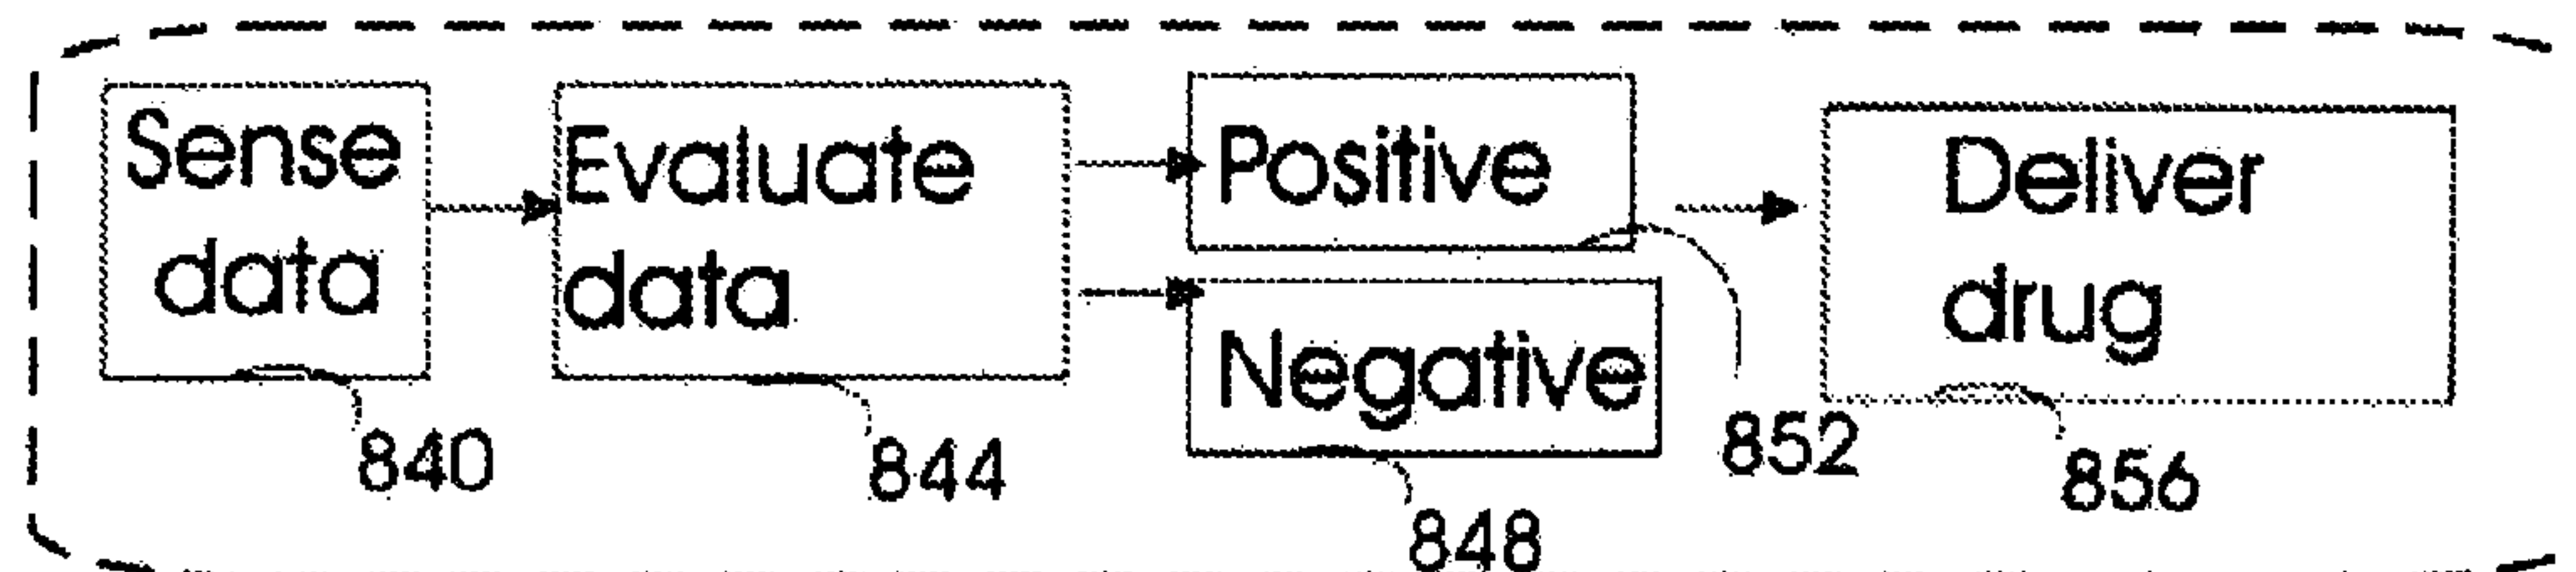 Sense
data
840
Evaluate
data
844
Positive
852
Negative
848
Deliver
drug
856